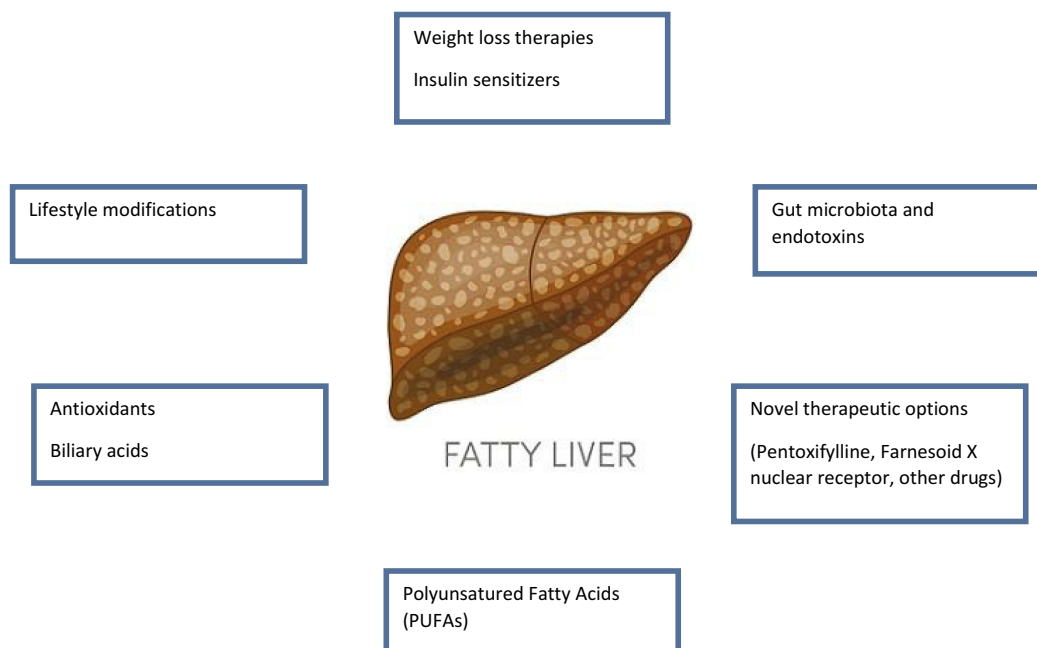 Weight loss therapies
Insulin sensitizers
Lifestyle modifications
Gut microbiota and
endotoxins
Antioxidants
Biliary acids
Novel therapeutic options
(Pentoxifylline, Farnesoid X
nuclear receptor, other drugs)
FATTY LIVER
Polyunsatured Fatty Acids
(PUFAs)